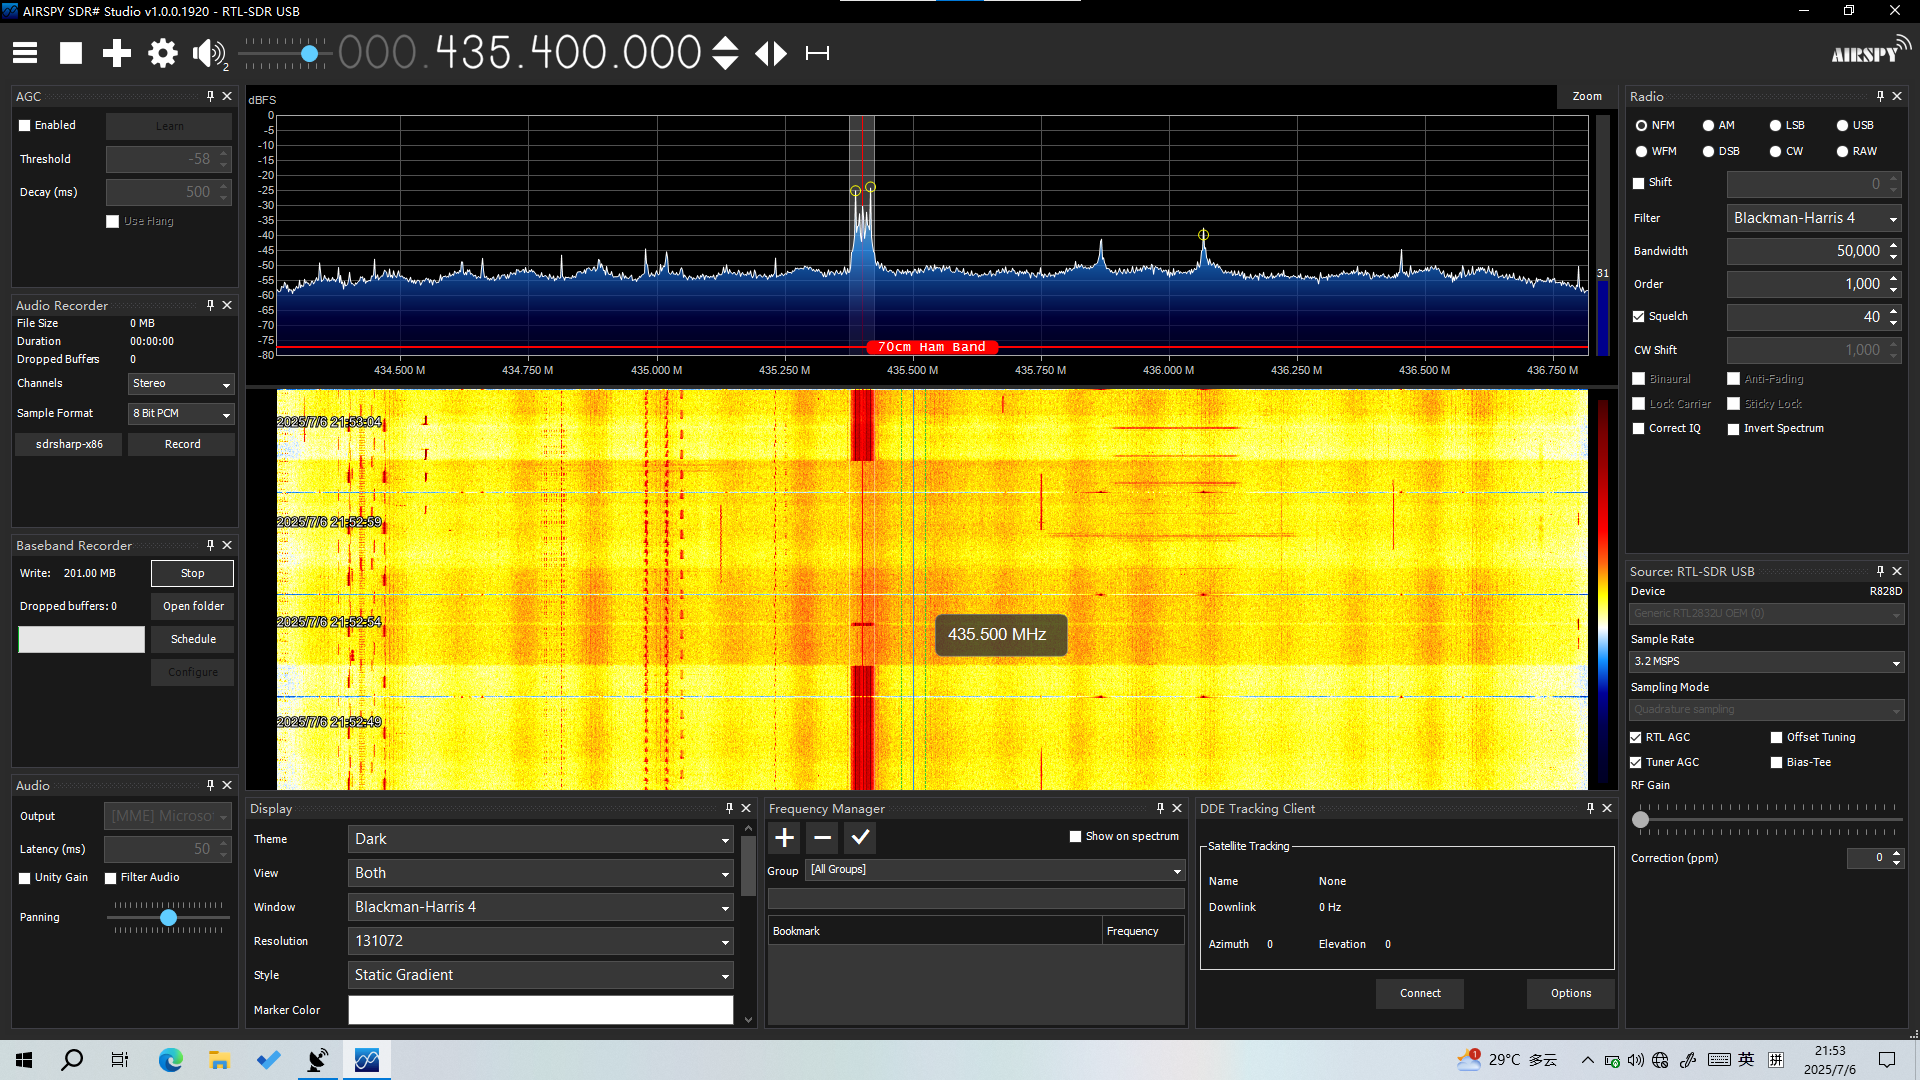 AIRSPY SDR# Studio v1.0.0.1920 - RTL-SDR USB
2
000.435.400.000
AIRSPY
AGC
Enabled
Learn
Threshold
-58
Decay (ms)
500
Use Hang
Audio Recorder
File Size 0 MB
Duration 00:00:00
Dropped Buffers 0
Channels Stereo
Sample Format 8 Bit PCM
sdrsharp-x86 Record
Baseband Recorder
Write: 201.00 MB Stop
Dropped buffers: 0 Open folder
Schedule
Configure
Audio
Output [MME] Microso
Latency (ms) 50
Unity Gain Filter Audio
Panning
dBFS
Zoom
0
-5
-10
-15
-20
-25
-30
-35
-40
-45
-50
-55
-60
-65
-70
-75
-80
31
70cm Ham Band
434.500 M 434.750 M 435.000 M 435.250 M 435.500 M 435.750 M 436.000 M 436.250 M 436.500 M 436.750 M
2025/7/6 21:53:04
2025/7/6 21:52:59
2025/7/6 21:52:54
2025/7/6 21:52:49
435.500 MHz
Display
Theme Dark
View Both
Window Blackman-Harris 4
Resolution 131072
Style Static Gradient
Marker Color
Frequency Manager
Show on spectrum
Group [All Groups]
Bookmark Frequency
DDE Tracking Client
Satellite Tracking
Name None
Downlink 0 Hz
Azimuth 0 Elevation 0
Connect Options
Radio
NFM AM LSB USB
WFM DSB CW RAW
Shift 0
Filter Blackman-Harris 4
Bandwidth 50,000
Order 1,000
Squelch 40
CW Shift 1,000
Binaural Anti-Fading
Lock Carrier Sticky Lock
Correct IQ Invert Spectrum
Source: RTL-SDR USB
Device R828D
Generic RTL2832U OEM (0)
Sample Rate
3.2 MSPS
Sampling Mode
Quadrature sampling
RTL AGC Offset Tuning
Tuner AGC Bias-Tee
RF Gain
Correction (ppm) 0
1
29°C 多云
英
拼
21:53
2025/7/6